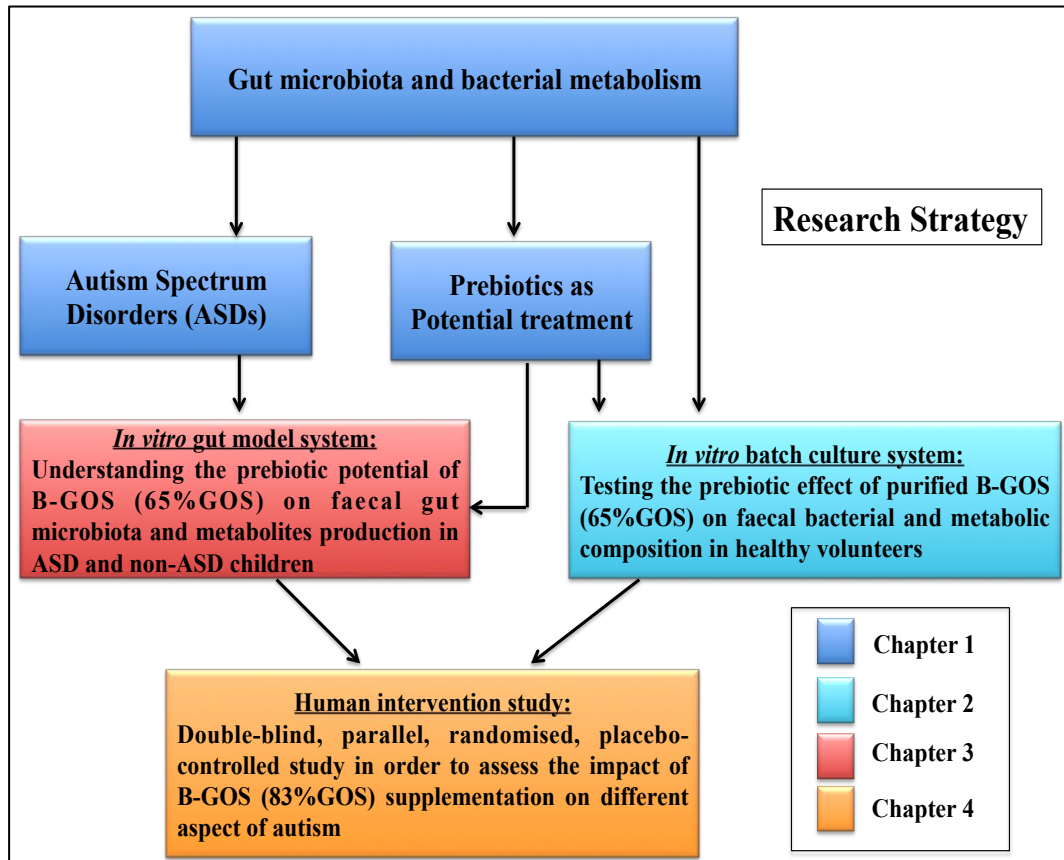 Gut microbiota and bacterial metabolism
Research Strategy
Autism Spectrum
Disorders (ASDs)
Prebiotics as
Potential treatment
In vitro gut model system:
Understanding the prebiotic potential of
B-GOS (65%GOS) on faecal gut
microbiota and metabolites production in
ASD and non-ASD children
In vitro batch culture system:
Testing the prebiotic effect of purified B-GOS
(65%GOS) on faecal bacterial and metabolic
composition in healthy volunteers
Human intervention study:
Double-blind, parallel, randomised, placebo-
controlled study in order to assess the impact of
B-GOS (83%GOS) supplementation on different
aspect of autism
Chapter 1
Chapter 2
Chapter 3
Chapter 4